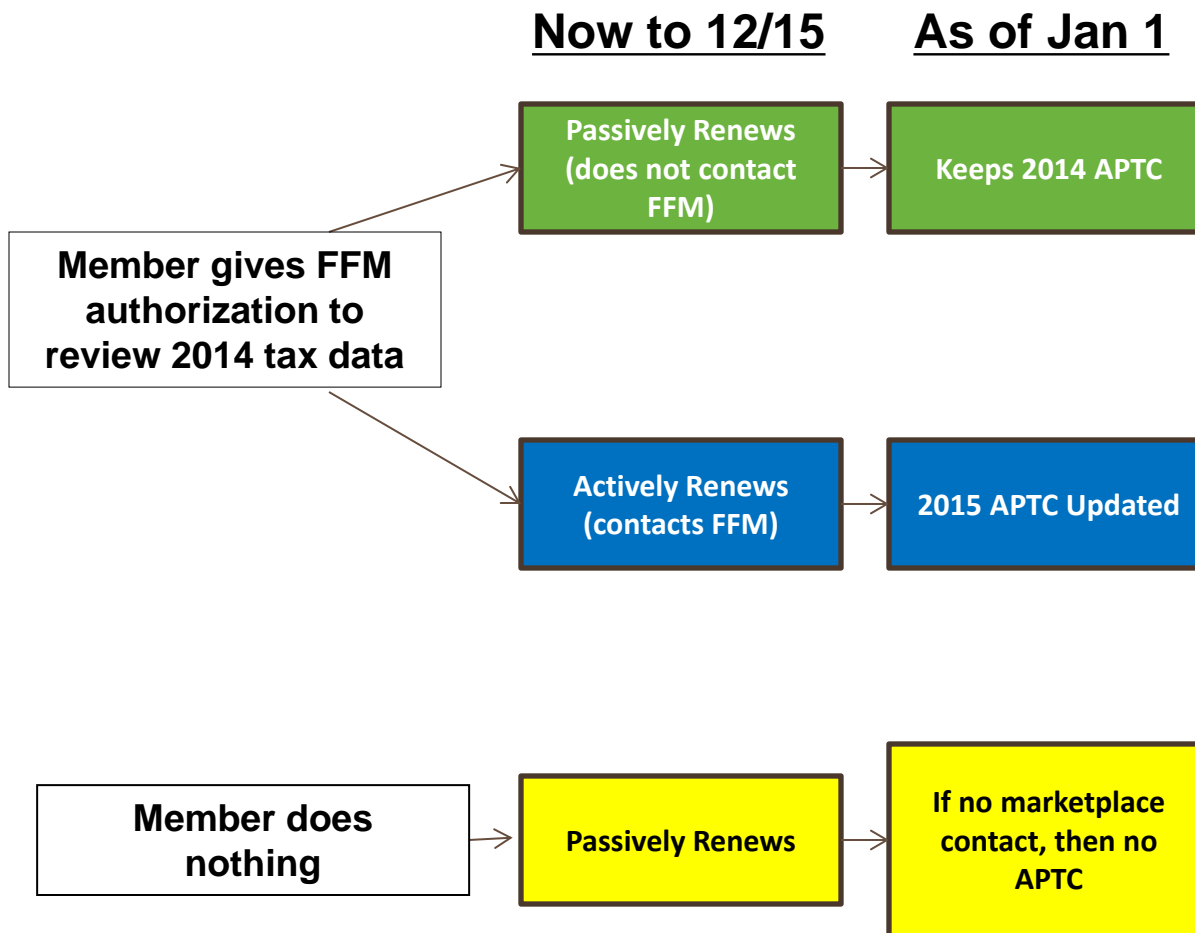 Now to 12/15
As of Jan 1
Passively Renews
(does not contact
FFM)
Keeps 2014 APTC
Member gives FFM
authorization to
review 2014 tax data
Actively Renews
(contacts FFM)
2015 APTC Updated
Member does
nothing
Passively Renews
If no marketplace
contact, then no
APTC